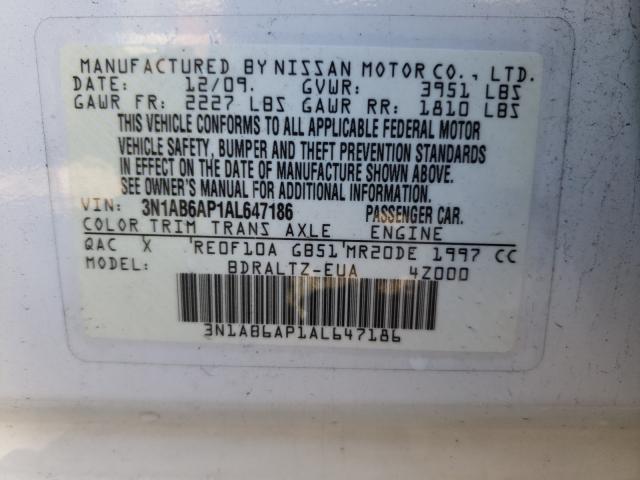 MANUFACTURED BY NISSAN MOTOR CO., LTD.
DATE: 12/09. GVWR: 3951 LBS
GAWR FR: 2227 LBS GAWR RR: 1810 LBS
THIS VEHICLE CONFORMS TO ALL APPLICABLE FEDERAL MOTOR
VEHICLE SAFETY, BUMPER AND THEFT PREVENTION STANDARDS
IN EFFECT ON THE DATE OF MANUFACTURE SHOWN ABOVE.
SEE OWNER'S MANUAL FOR ADDITIONAL INFORMATION.
VIN: 3N1AB6AP1AL647186 PASSENGER CAR.
COLOR TRIM TRANS AXLE ENGINE
QAC X RE0F10A GB51 MR20DE 1997 CC
MODEL: BDRALTZ-EUA 4Z000
3N1AB6AP1AL647186